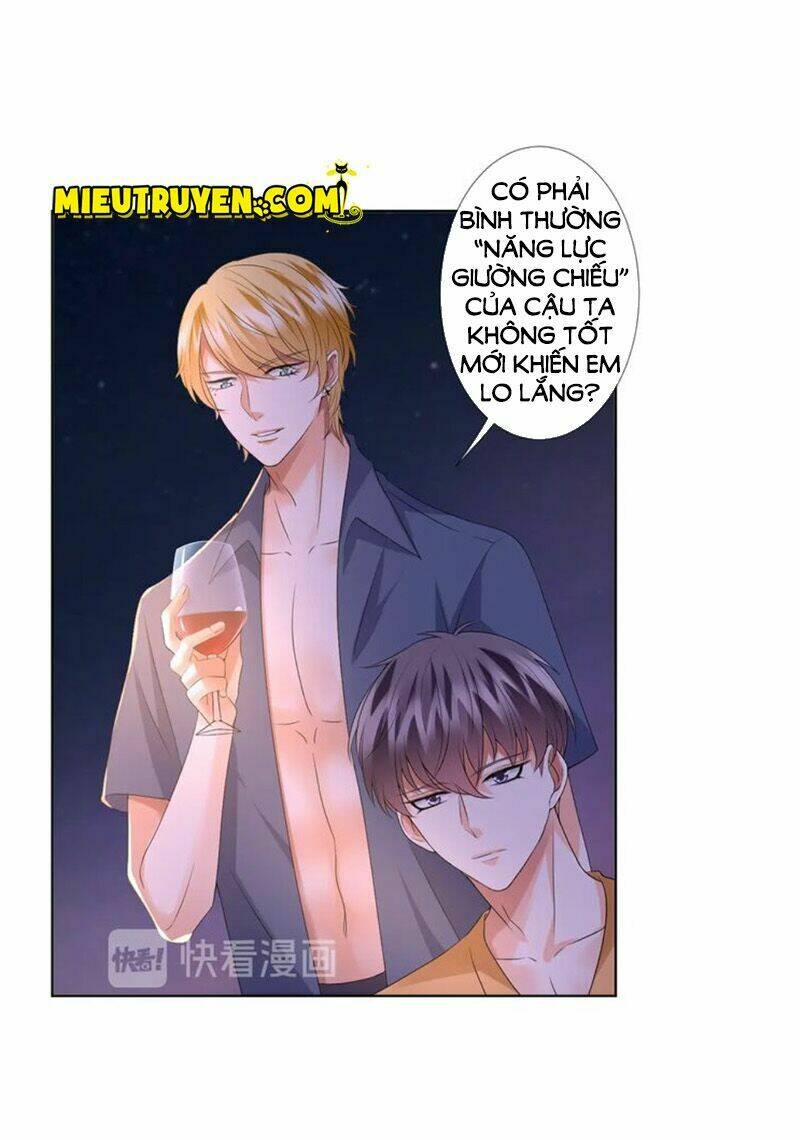 MIEUTRUYEN.COM
CÓ PHẢI
BÌNH THƯỜNG
"NĂNG LỰC
GIƯỜNG CHIẾU"
CỦA CẬU TA
KHÔNG TỐT
MỚI KHIẾN EM
LO LẮNG?
快看! 快看漫画